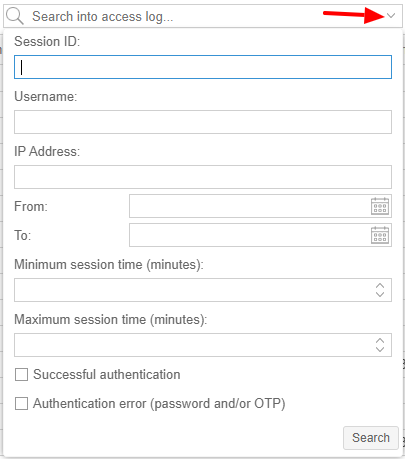 Search into access log...
Session ID:
Username:
IP Address:
From:
To:
Minimum session time (minutes):
Maximum session time (minutes):
Successful authentication
Authentication error (password and/or OTP)
Search